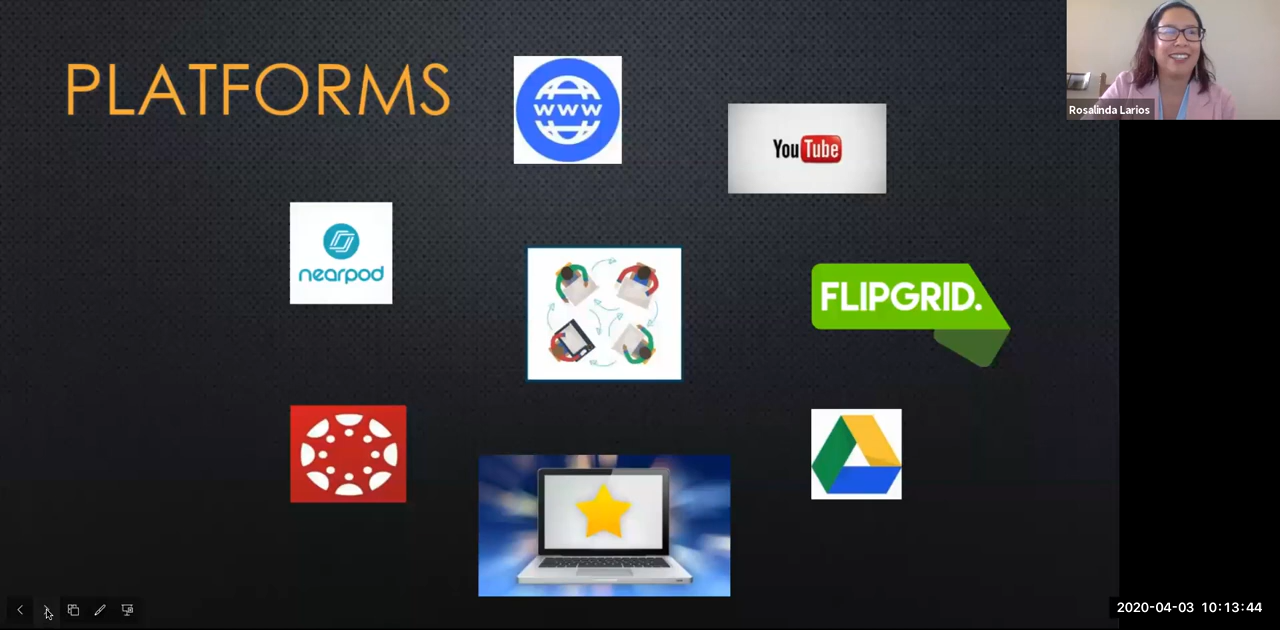 PLATFORMS
WWW
YouTube
Rosalinda Larios
nearpod
FLIPGRID.
2020-04-03 10:13:44